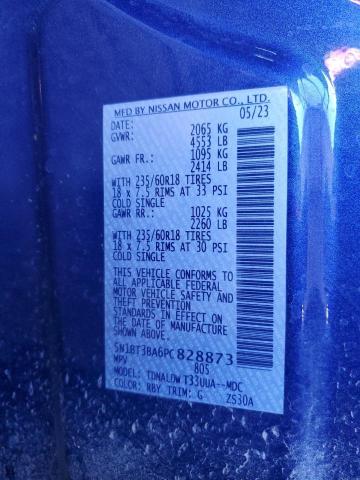 MFD BY NISSAN MOTOR CO., LTD.
DATE: 05/23
GVWR: 2065 KG
4553 LB
GAWR FR: 1095 KG
2414 LB
WITH 235/60R18 TIRES
18 x 7.5 RIMS AT 33 PSI
COLD SINGLE
GAWR RR: 1025 KG
2260 LB
WITH 235/60R18 TIRES
18 x 7.5 RIMS AT 30 PSI
COLD SINGLE
THIS VEHICLE CONFORMS TO
ALL APPLICABLE FEDERAL
MOTOR VEHICLE SAFETY AND
THEFT PREVENTION
STANDARDS IN EFFECT ON
THE DATE OF MANUFACTURE
SHOWN ABOVE.
5N1BT3BA6PC828873
MPV 805
MODEL: TDNALDW T33UUA--MDC
COLOR: RBY TRIM: G ZS30A